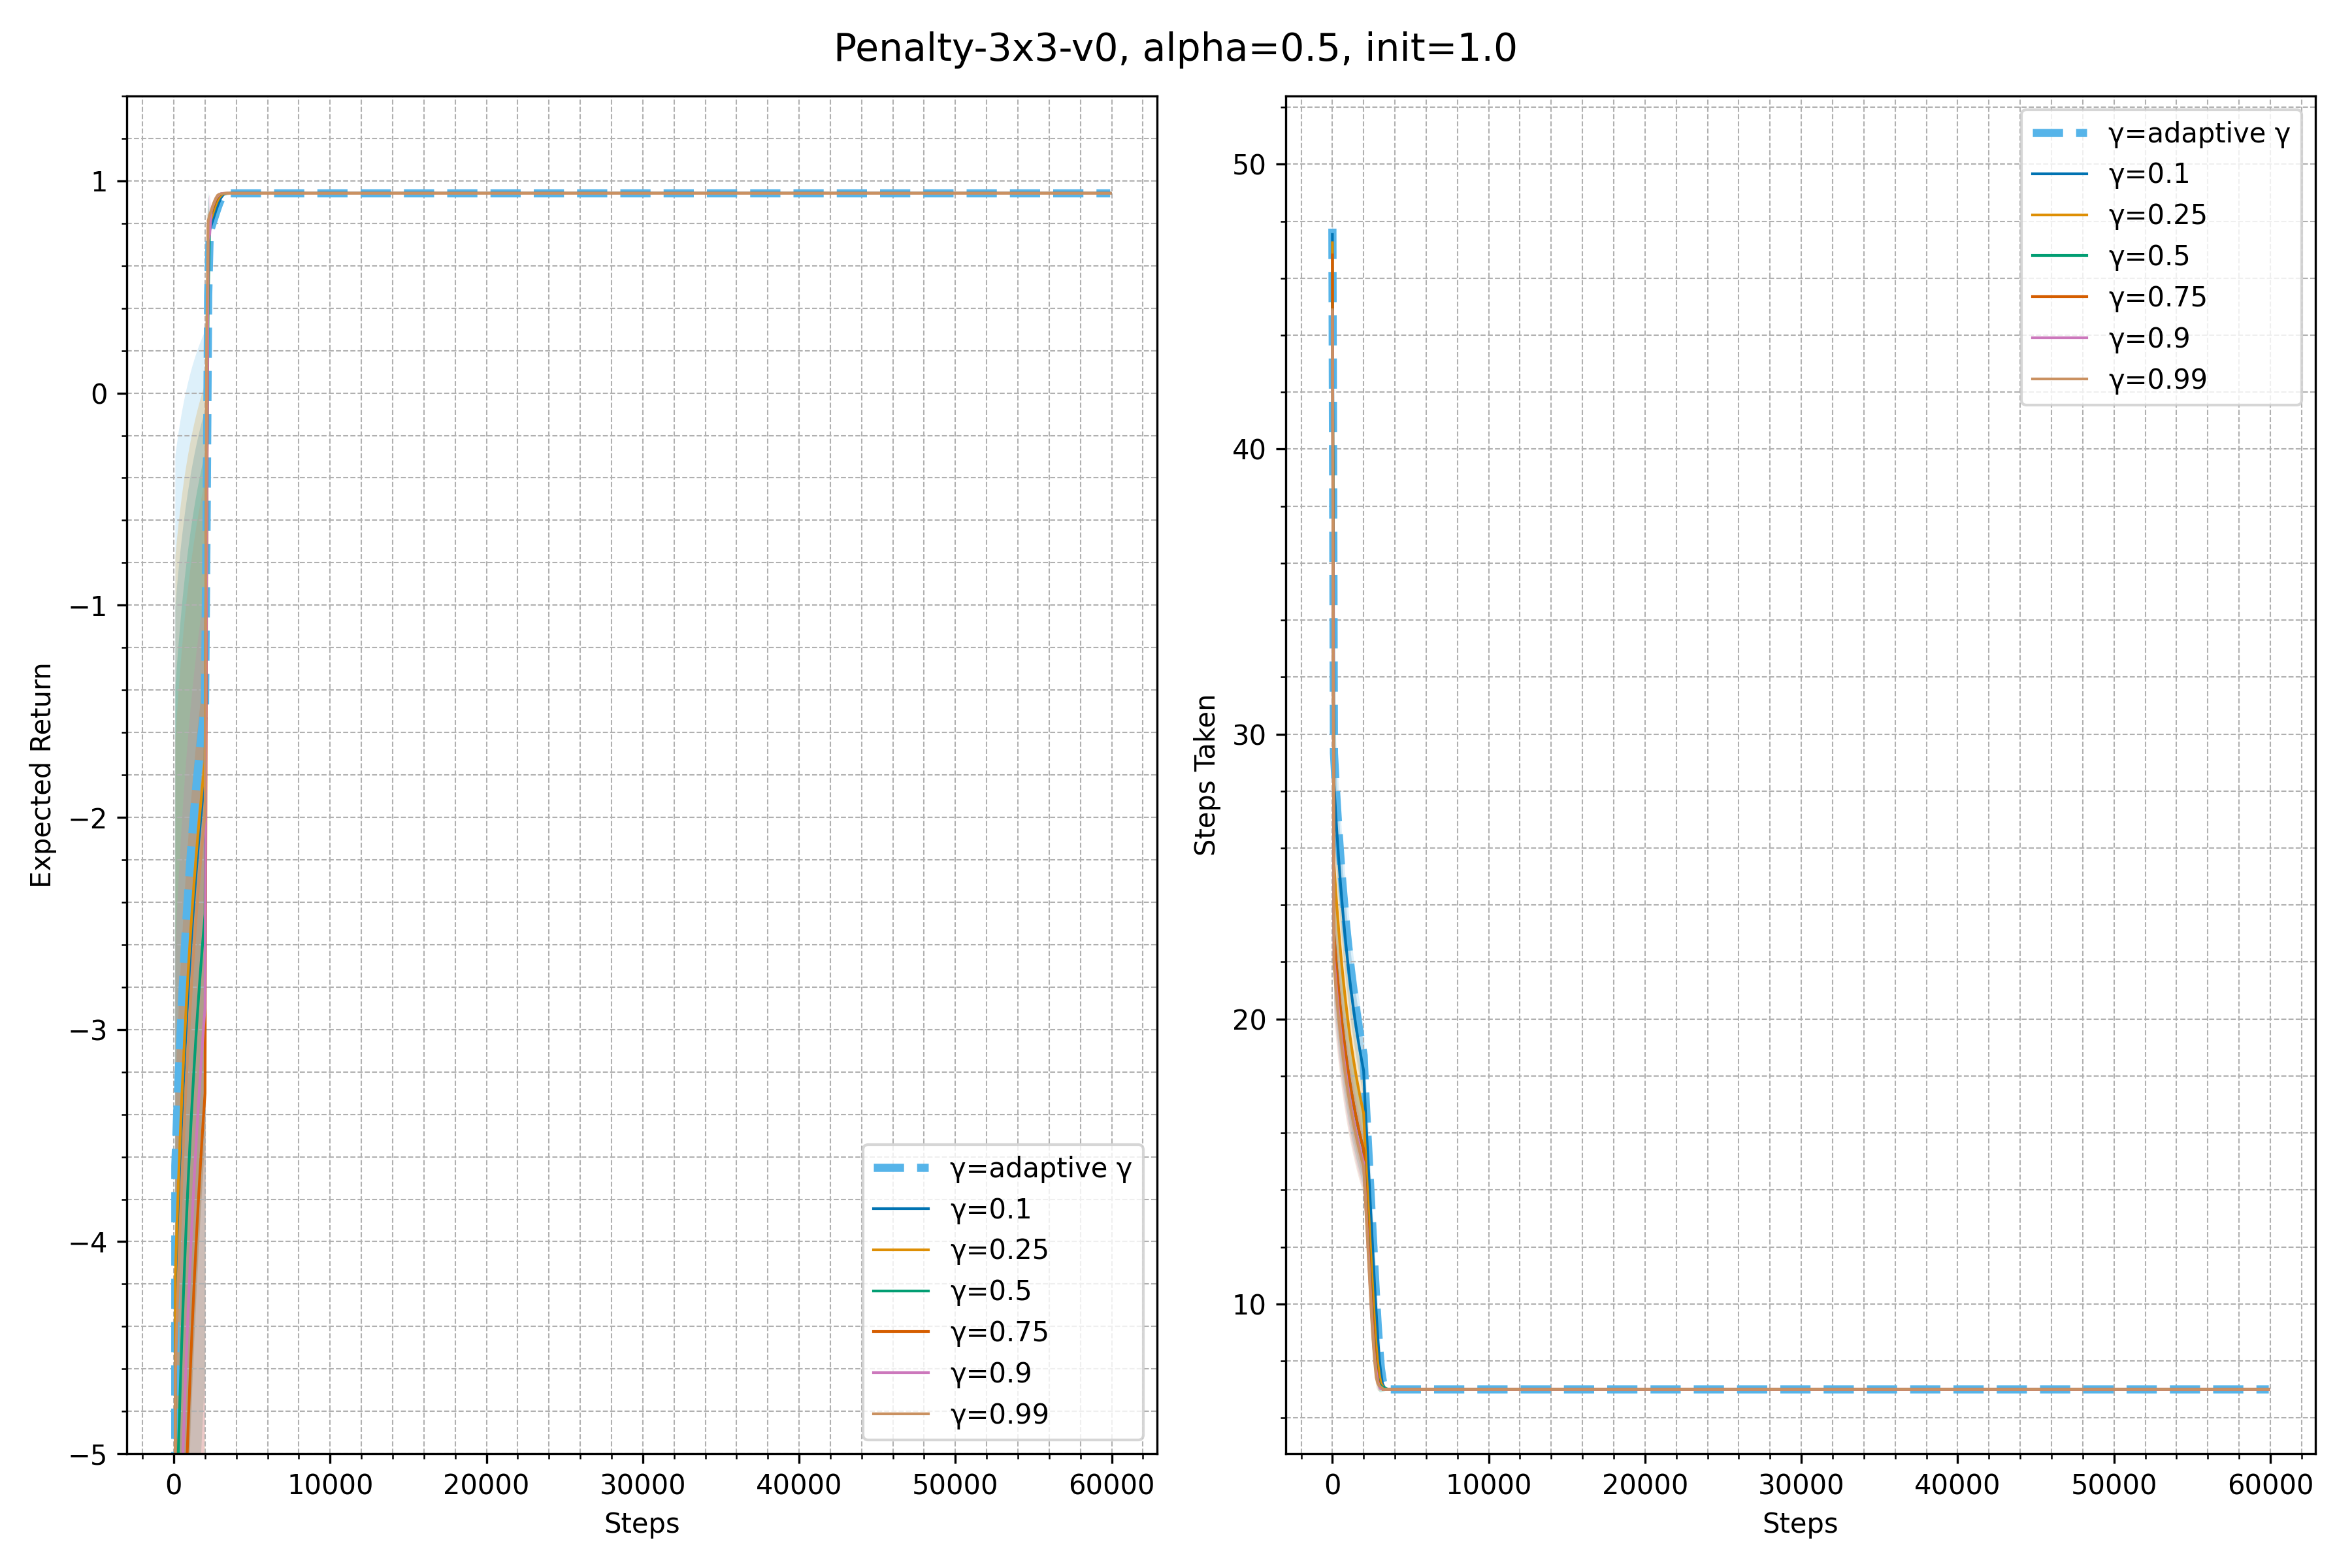 Penalty-3x3-v0, alpha=0.5, init=1.0
Expected Return
1
0
−1
−2
−3
−4
−5
0
10000
20000
30000
40000
50000
60000
Steps
γ=adaptive γ
γ=0.1
γ=0.25
γ=0.5
γ=0.75
γ=0.9
γ=0.99
Steps Taken
50
40
30
20
10
0
10000
20000
30000
40000
50000
60000
Steps
γ=adaptive γ
γ=0.1
γ=0.25
γ=0.5
γ=0.75
γ=0.9
γ=0.99